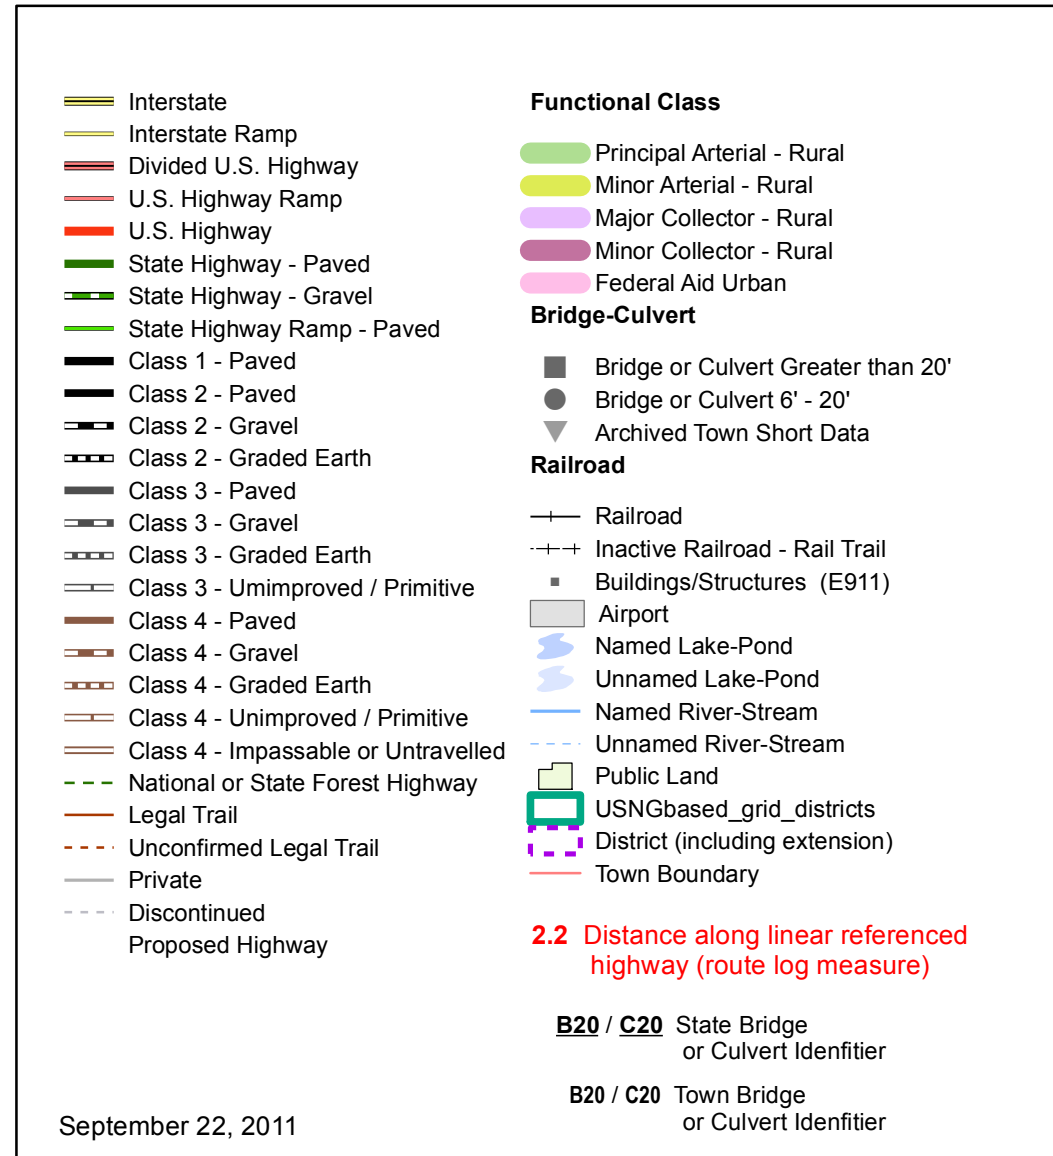 Interstate
Interstate Ramp
Divided U.S. Highway
U.S. Highway Ramp
U.S. Highway
State Highway - Paved
State Highway - Gravel
State Highway Ramp - Paved
Class 1 - Paved
Class 2 - Paved
Class 2 - Gravel
Class 2 - Graded Earth
Class 3 - Paved
Class 3 - Gravel
Class 3 - Graded Earth
Class 3 - Umimproved / Primitive
Class 4 - Paved
Class 4 - Gravel
Class 4 - Graded Earth
Class 4 - Unimproved / Primitive
Class 4 - Impassable or Untravelled
National or State Forest Highway
Legal Trail
Unconfirmed Legal Trail
Private
Discontinued
Proposed Highway
September 22, 2011
Functional Class
Principal Arterial - Rural
Minor Arterial - Rural
Major Collector - Rural
Minor Collector - Rural
Federal Aid Urban
Bridge-Culvert
Bridge or Culvert Greater than 20'
Bridge or Culvert 6' - 20'
Archived Town Short Data
Railroad
Railroad
Inactive Railroad - Rail Trail
Buildings/Structures (E911)
Airport
Named Lake-Pond
Unnamed Lake-Pond
Named River-Stream
Unnamed River-Stream
Public Land
USNGbased_grid_districts
District (including extension)
Town Boundary
2.2 Distance along linear referenced
highway (route log measure)
B20 / C20 State Bridge
or Culvert Idenfitier
B20 / C20 Town Bridge
or Culvert Idenfitier